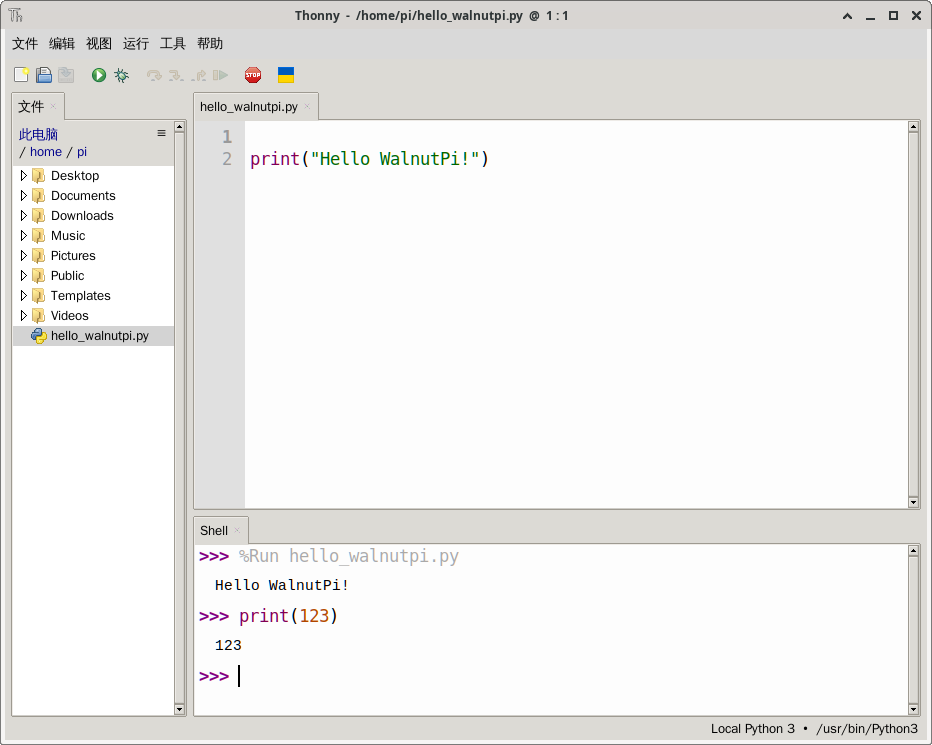 Thonny - /home/pi/hello_walnutpi.py @ 1:1
文件 编辑 视图 运行 工具 帮助
STOP
文件
此电脑
/ home / pi
Desktop
Documents
Downloads
Music
Pictures
Public
Templates
Videos
hello_walnutpi.py
hello_walnutpi.py
1
2 print("Hello WalnutPi!")
Shell
>>> %Run hello_walnutpi.py
Hello WalnutPi!
>>> print(123)
123
>>>
Local Python 3 • /usr/bin/Python3